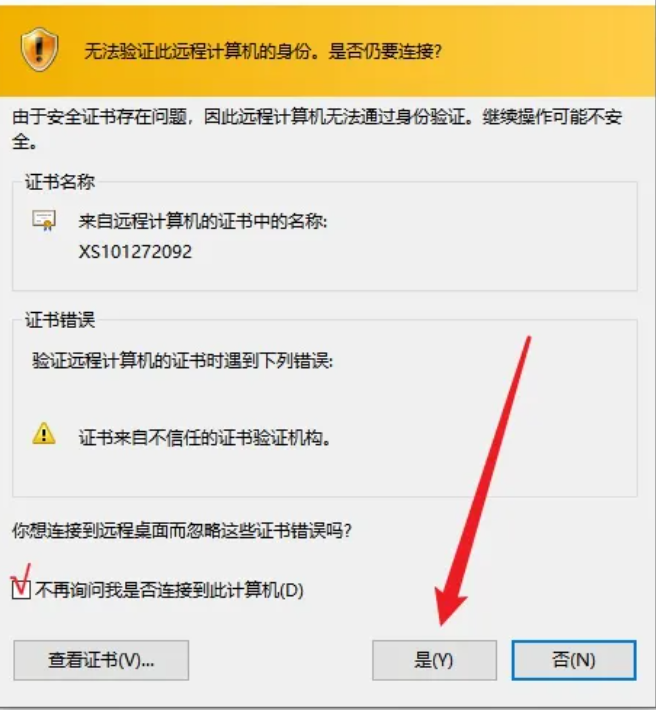 无法验证此远程计算机的身份。是否仍要连接?
由于安全证书存在问题，因此远程计算机无法通过身份验证。继续操作可能不安
全。
证书名称
来自远程计算机的证书中的名称:
XS101272092
证书错误
验证远程计算机的证书时遇到下列错误:
证书来自不信任的证书验证机构。
你想连接到远程桌面而忽略这些证书错误吗?
不再询问我是否连接到此计算机(D)
查看证书(V)... 是(Y) 否(N)